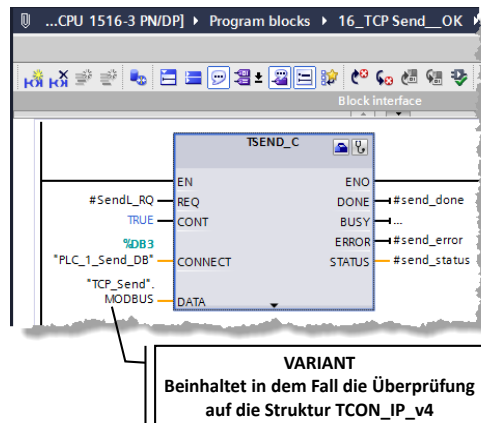 ...CPU 1516-3 PN/DP] ▸ Program blocks ▸ 16_TCP Send__OK
Block interface
TSEND_C
EN ENO
#SendL_RQ REQ DONE #send_done
TRUE CONT BUSY ...
%DB3 ERROR #send_error
"PLC_1_Send_DB" CONNECT STATUS #send_status
"TCP_Send".
MODBUS DATA
VARIANT
Beinhaltet in dem Fall die Überprüfung
auf die Struktur TCON_IP_v4